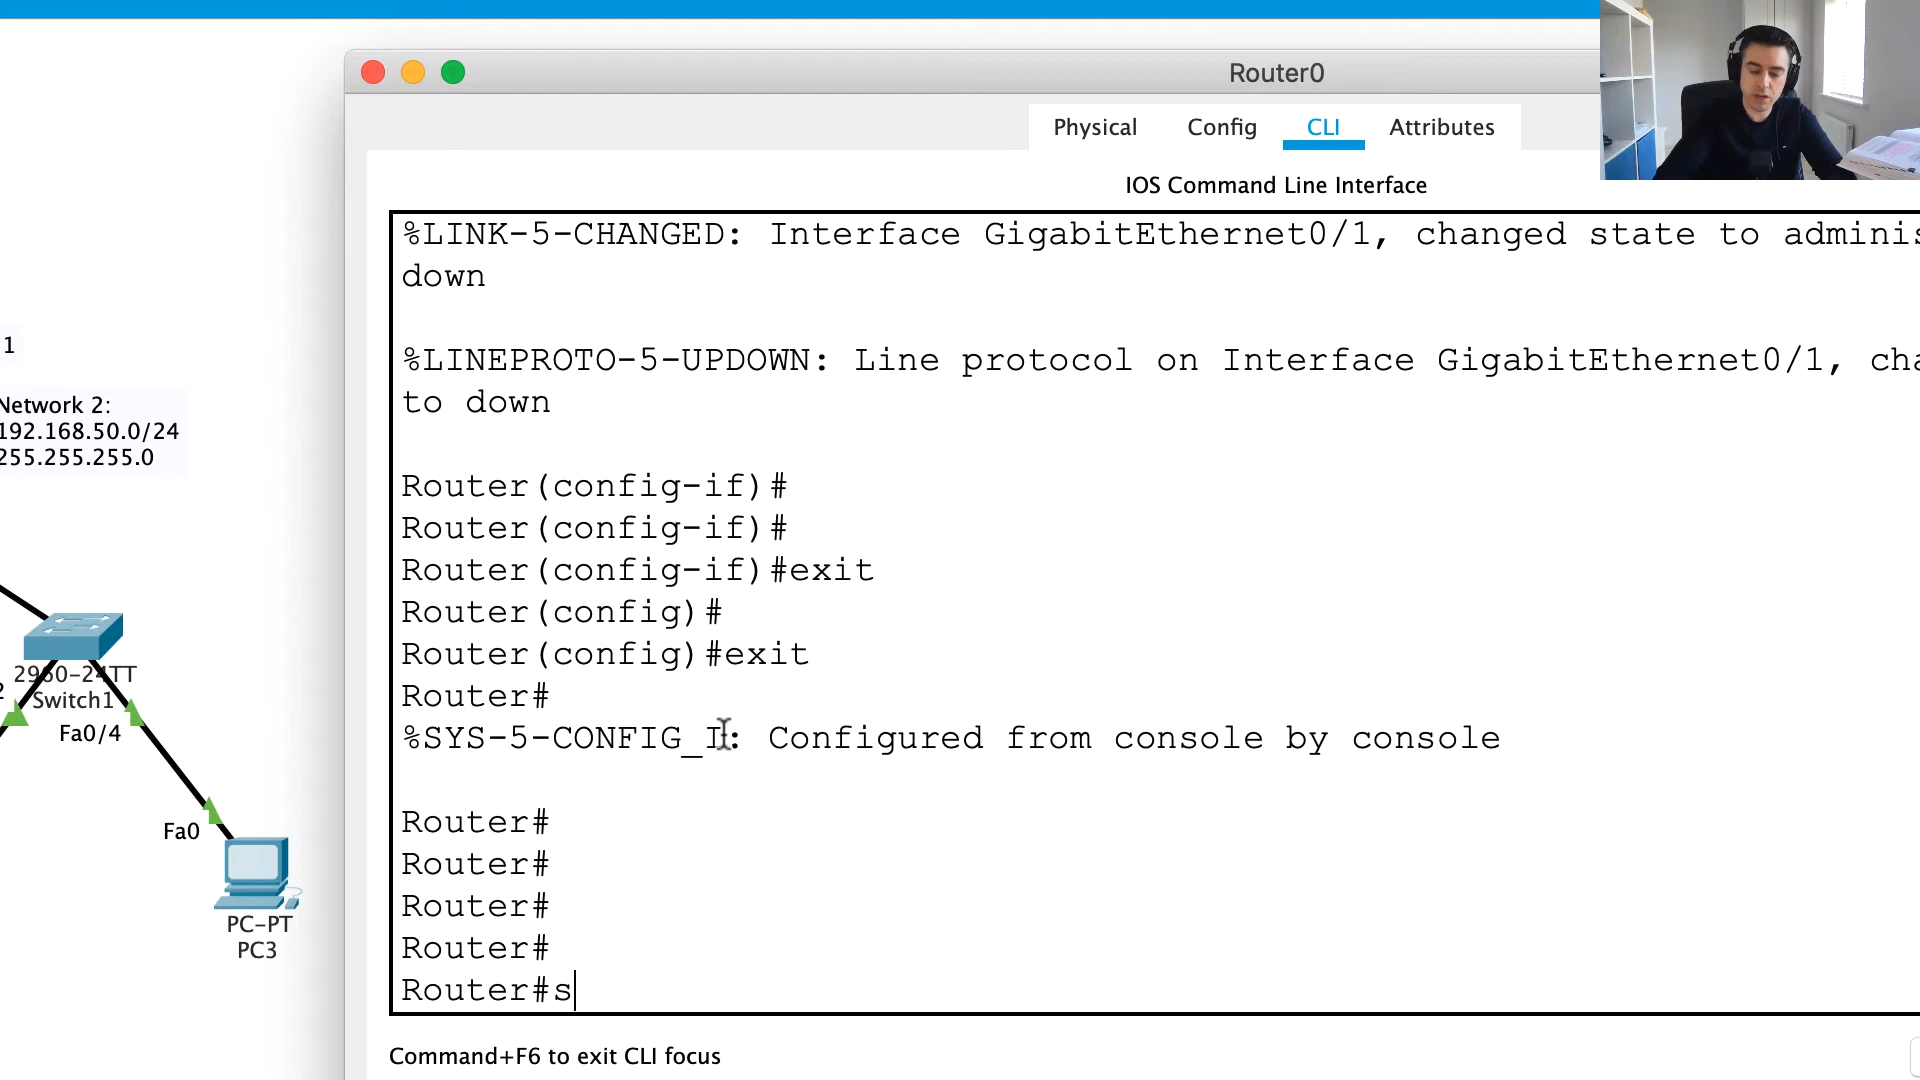 Router0
Physical Config CLI Attributes
IOS Command Line Interface
%LINK-5-CHANGED: Interface GigabitEthernet0/1, changed state to adminis
down
%LINEPROTO-5-UPDOWN: Line protocol on Interface GigabitEthernet0/1, cha
to down
Router(config-if)#
Router(config-if)#
Router(config-if)#exit
Router(config)#
Router(config)#exit
Router#
%SYS-5-CONFIG_I: Configured from console by console
Router#
Router#
Router#
Router#
Router#s
Command+F6 to exit CLI focus
1
Network 2:
192.168.50.0/24
255.255.255.0
2960-24TT
2
Switch1
Fa0/4
Fa0
PC-PT
PC3